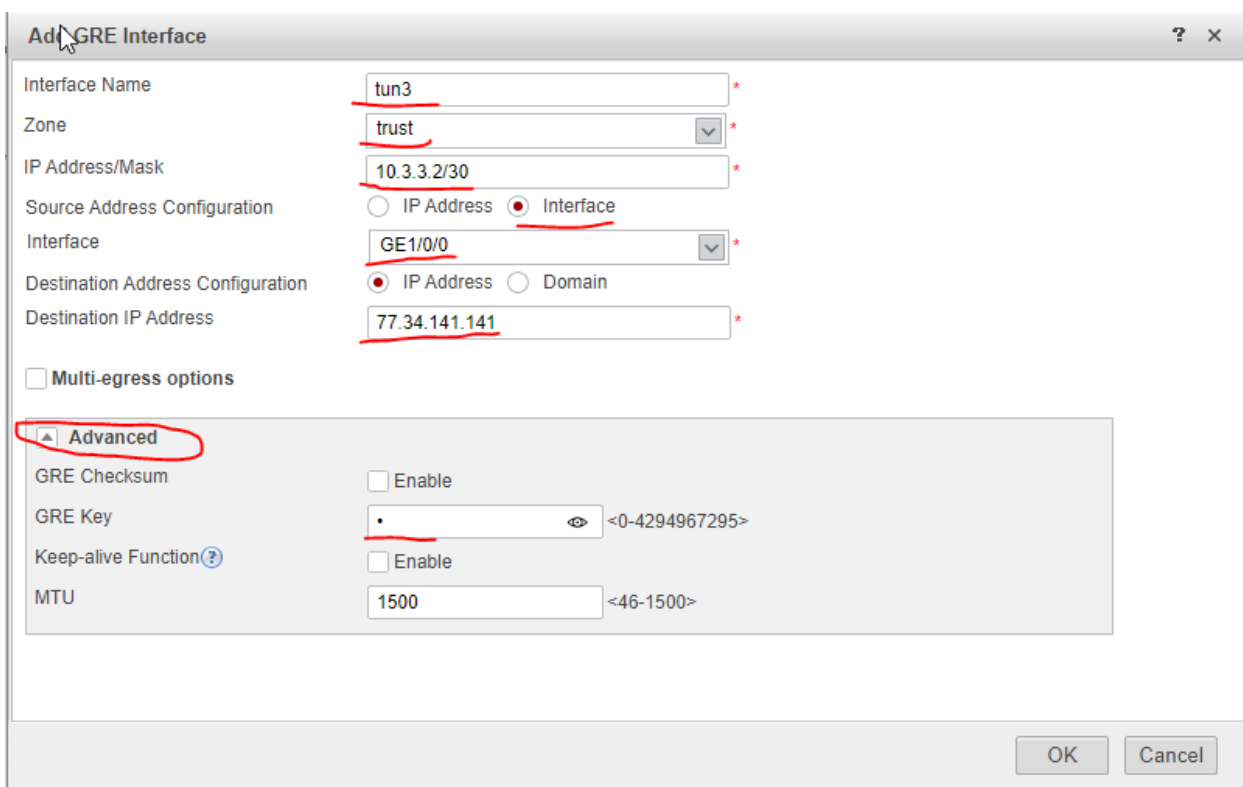 Add GRE Interface ? ×
Interface Name tun3 *
Zone trust *
IP Address/Mask 10.3.3.2/30 *
Source Address Configuration IP Address Interface
Interface GE1/0/0 *
Destination Address Configuration IP Address Domain
Destination IP Address 77.34.141.141 *
Multi-egress options
Advanced
GRE Checksum Enable
GRE Key • <0-4294967295>
Keep-alive Function ? Enable
MTU 1500 <46-1500>
OK Cancel